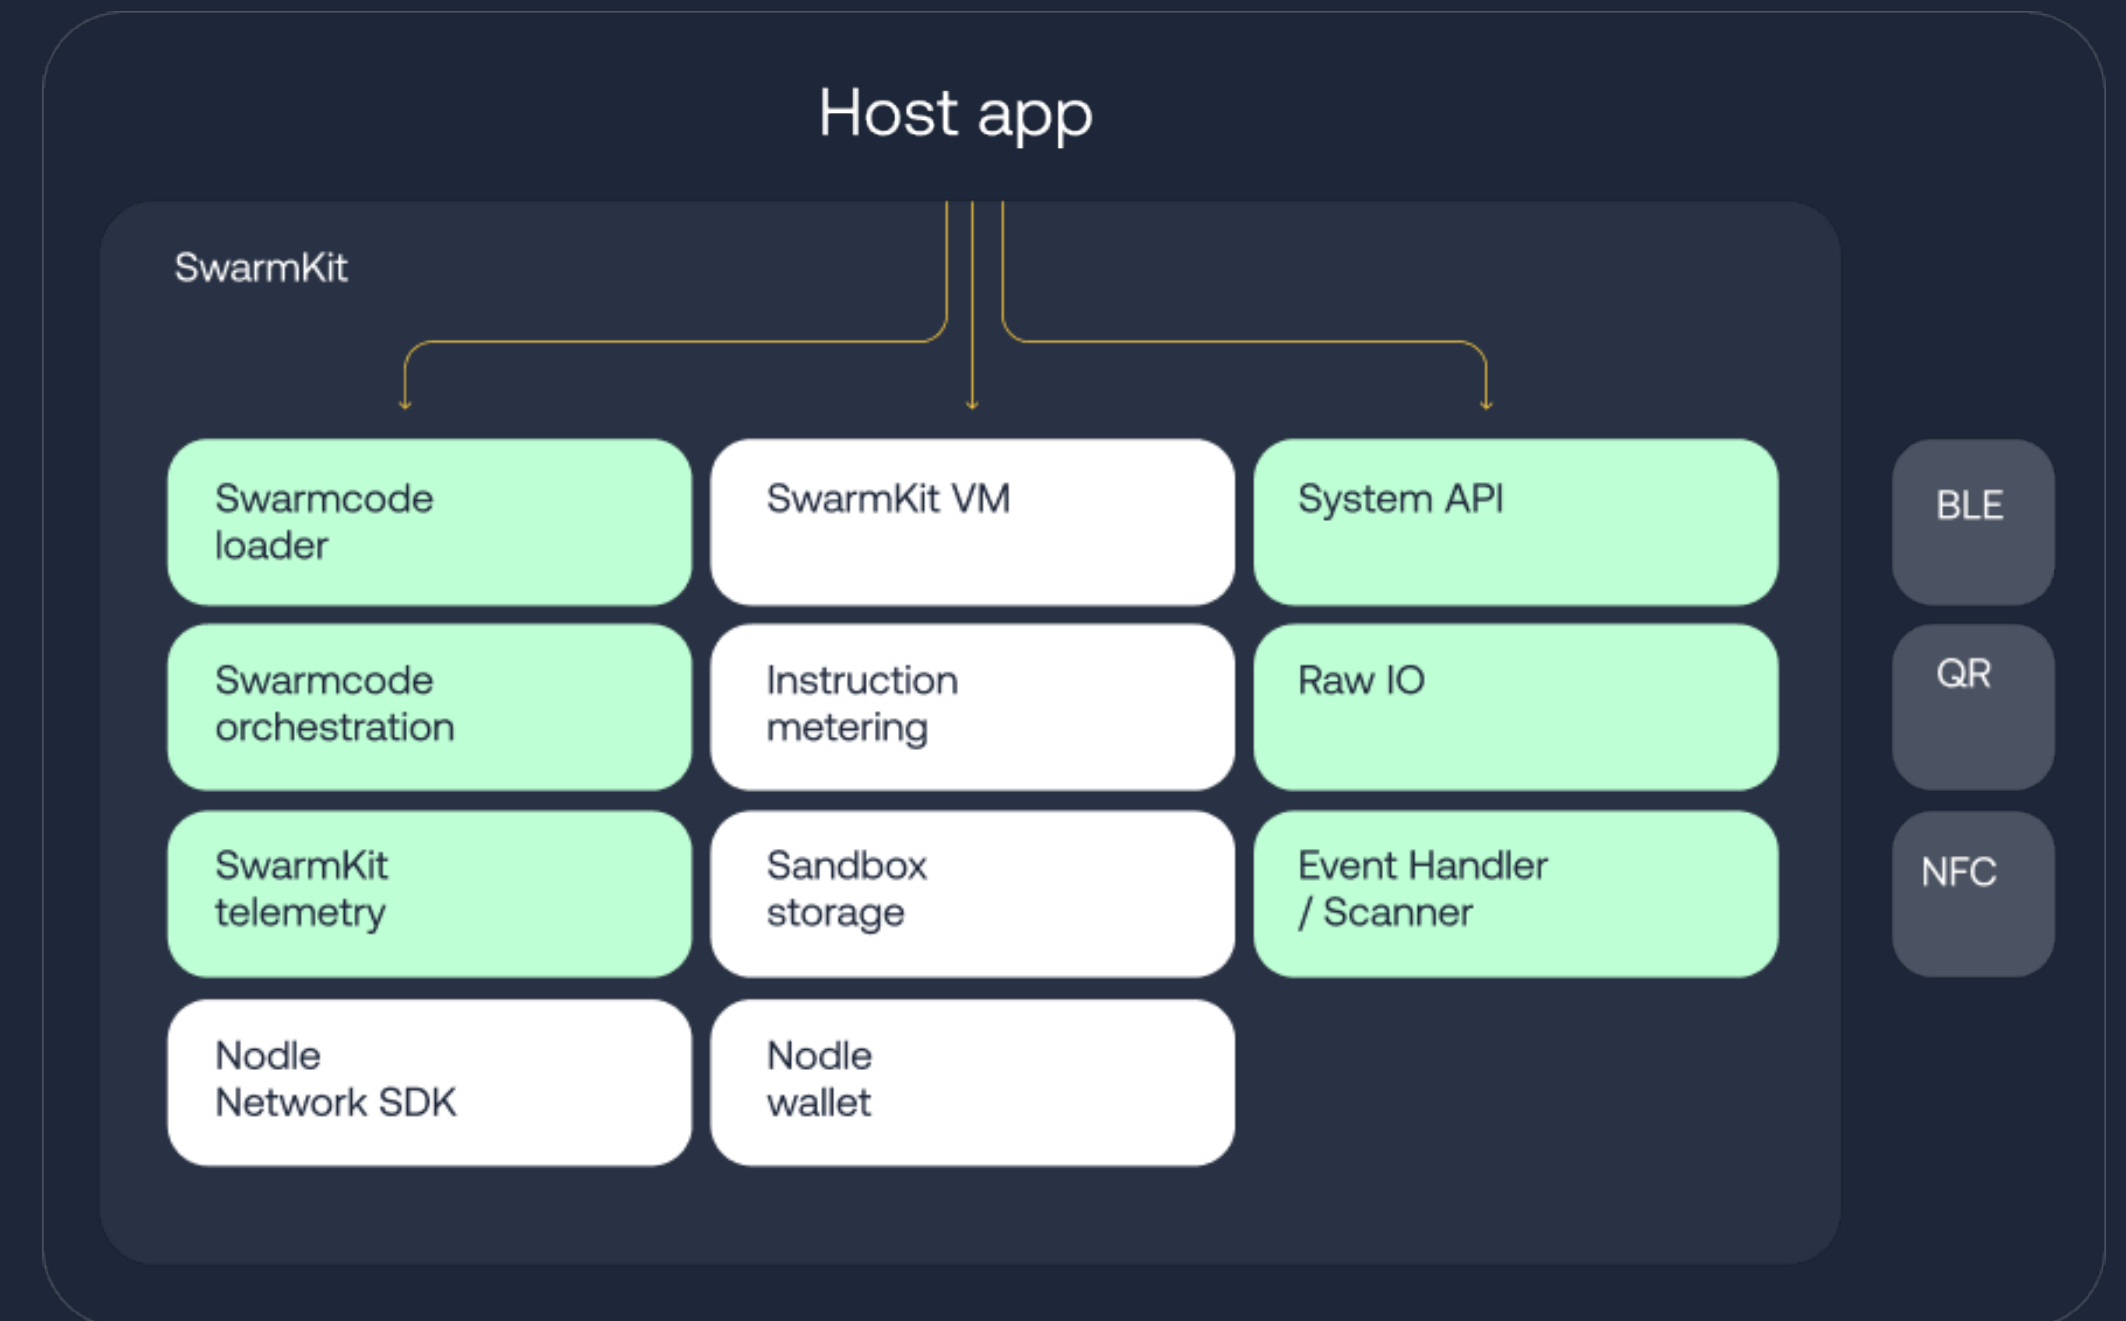 Host app
SwarmKit
Swarmcode
loader
SwarmKit VM
System API
BLE
Swarmcode
orchestration
Instruction
metering
Raw IO
QR
SwarmKit
telemetry
Sandbox
storage
Event Handler
/ Scanner
NFC
Nodle
Network SDK
Nodle
wallet